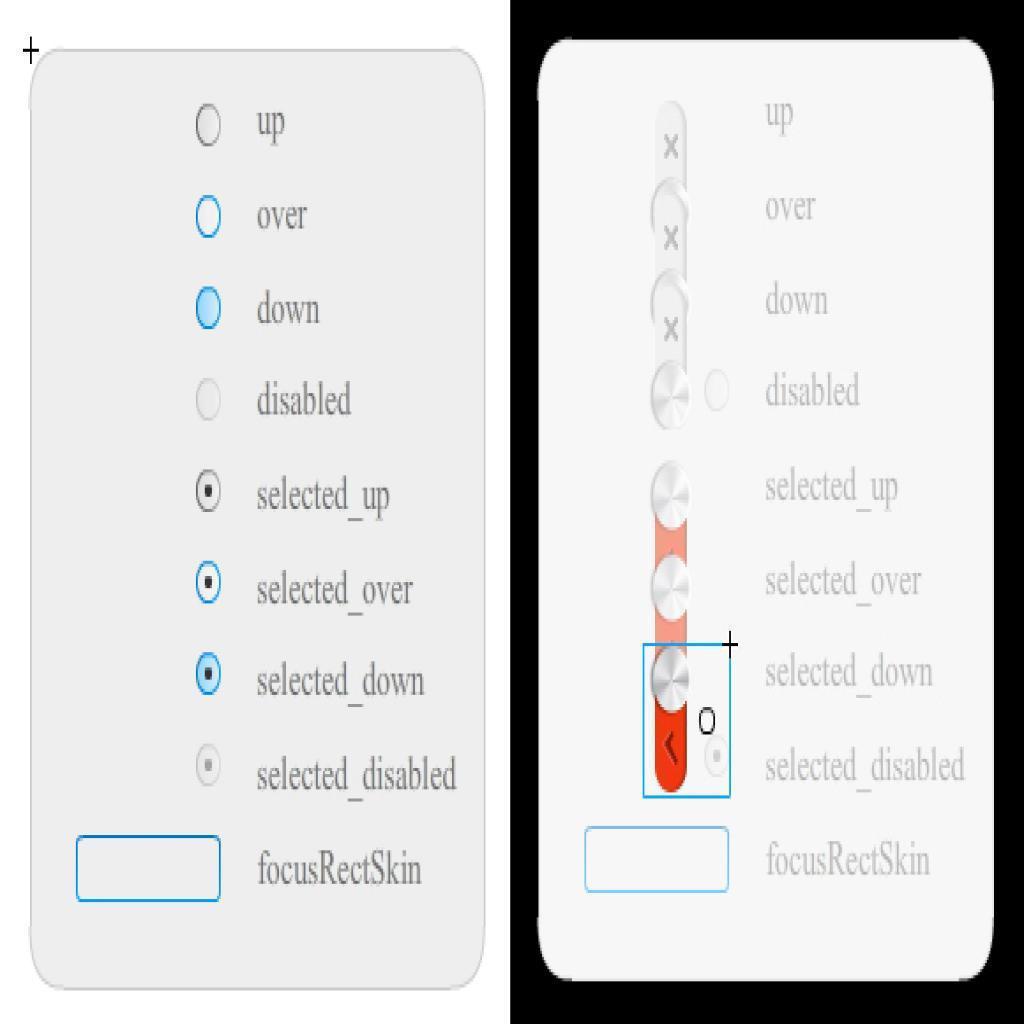 up
over
down
disabled
selected_up
selected_over
selected_down
selected_disabled
focusRectSkin
up
over
down
disabled
selected_up
selected_over
selected_down
selected_disabled
focusRectSkin